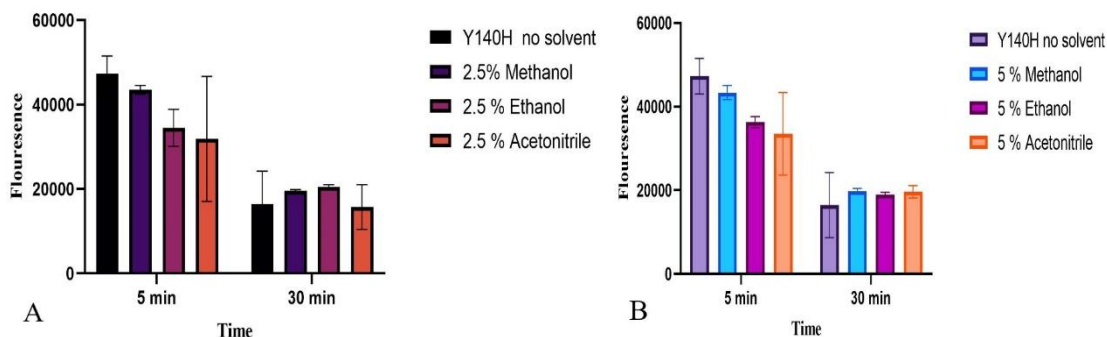 60000
40000
20000
0
Flouresence
5 min
30 min
Time
Y140H no solvent
2.5% Methanol
2.5 % Ethanol
2.5 % Acetonitrile
A
60000
40000
20000
0
Flouresence
5 min
30 min
Time
Y140H no solvent
5 % Methanol
5 % Ethanol
5 % Acetonitrile
B